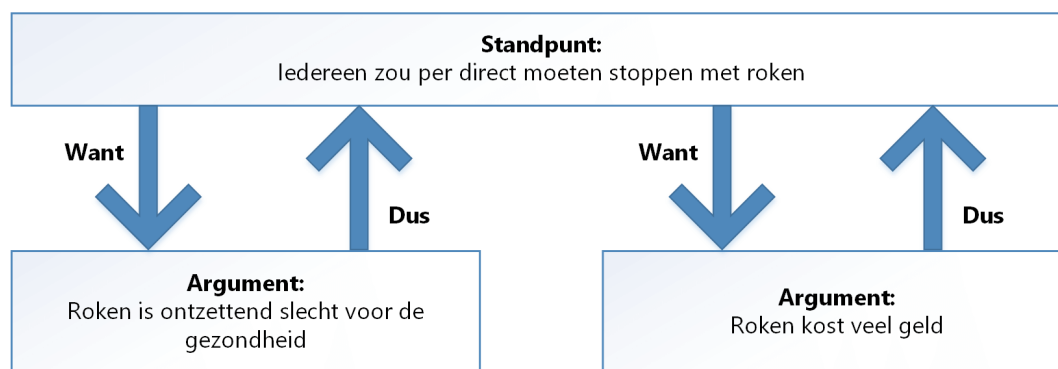 Standpunt:
Iedereen zou per direct moeten stoppen met roken
Want
Dus
Want
Dus
Argument:
Roken is ontzettend slecht voor de
gezondheid
Argument:
Roken kost veel geld